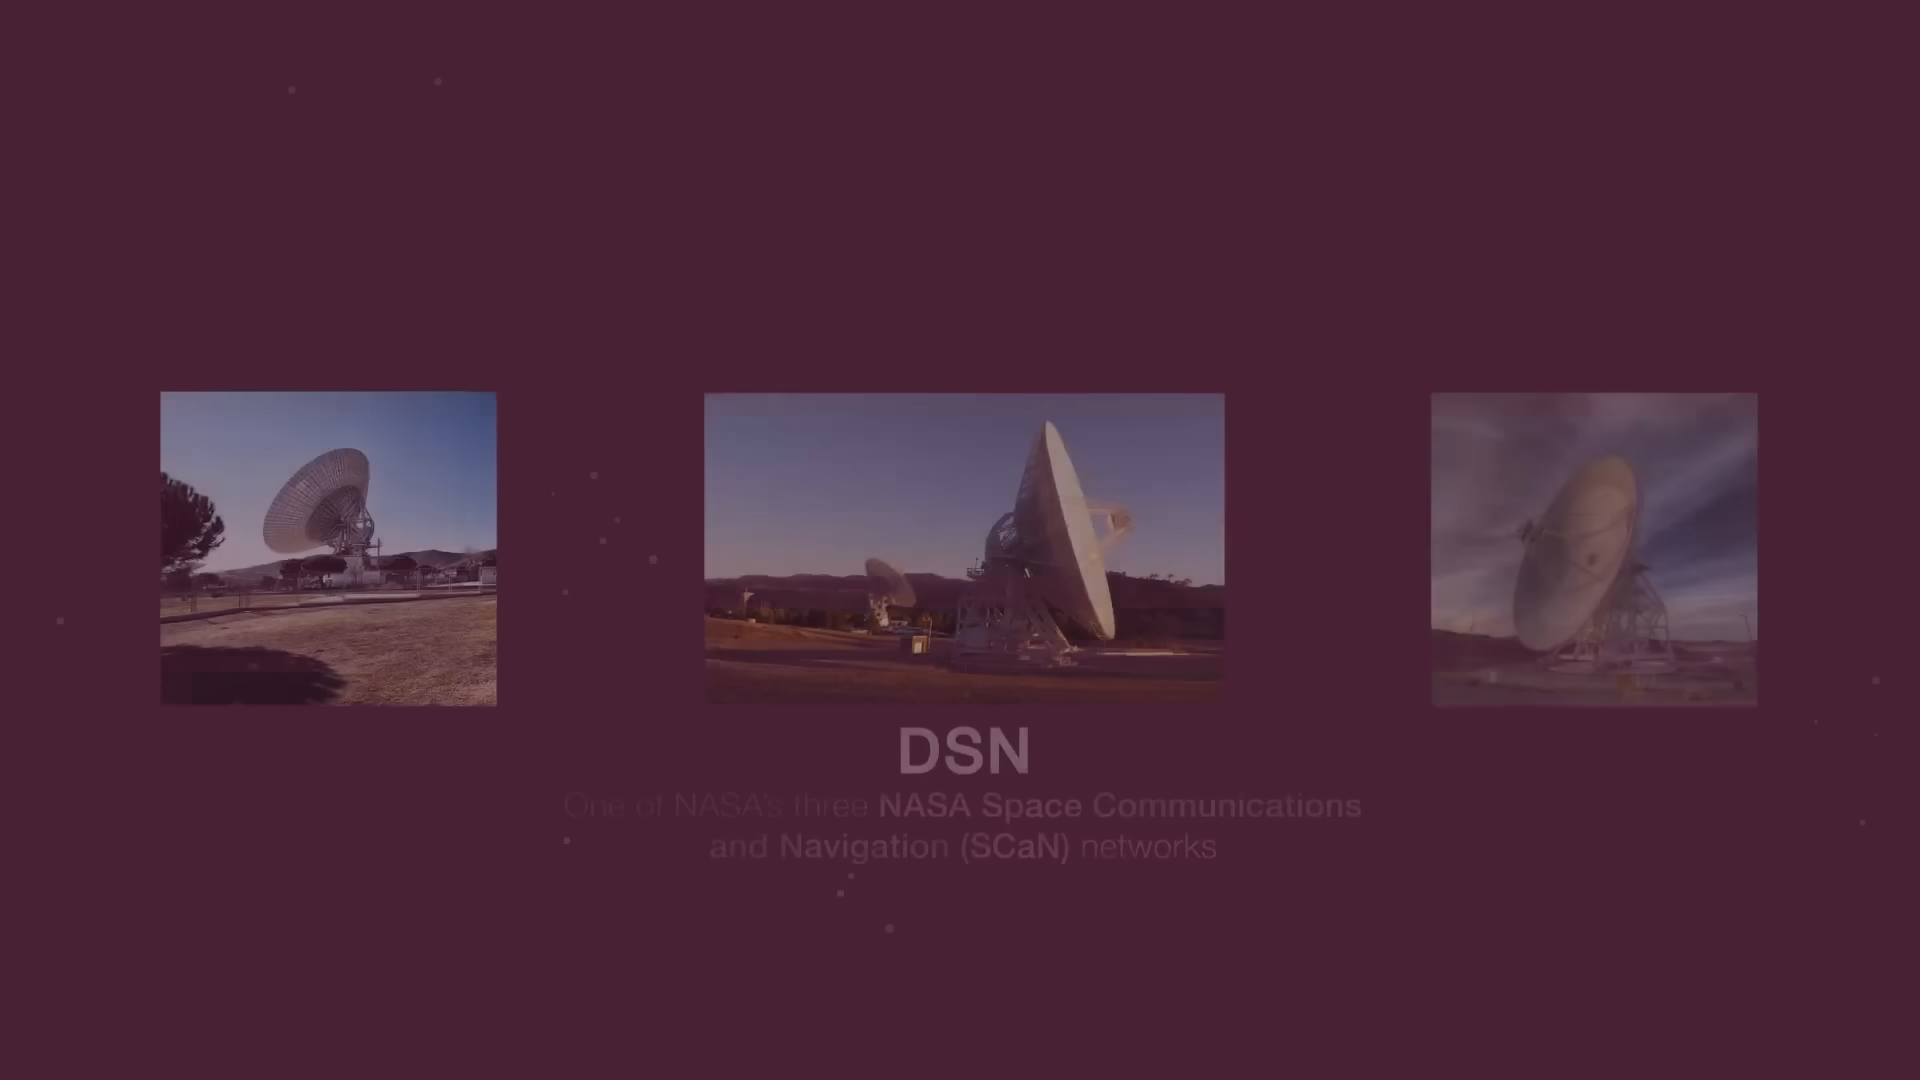 DSN
One of NASA's three NASA Space Communications
and Navigation (SCaN) networks